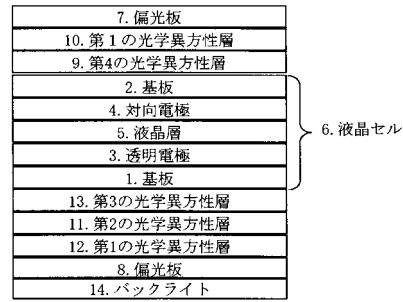 7. 偏光板
10. 第1の光学異方性層
9. 第4の光学異方性層
2. 基板
4. 対向電極
5. 液晶層
3. 透明電極
1. 基板
6. 液晶セル
13. 第3の光学異方性層
11. 第2の光学異方性層
12. 第1の光学異方性層
8. 偏光板
14. バックライト